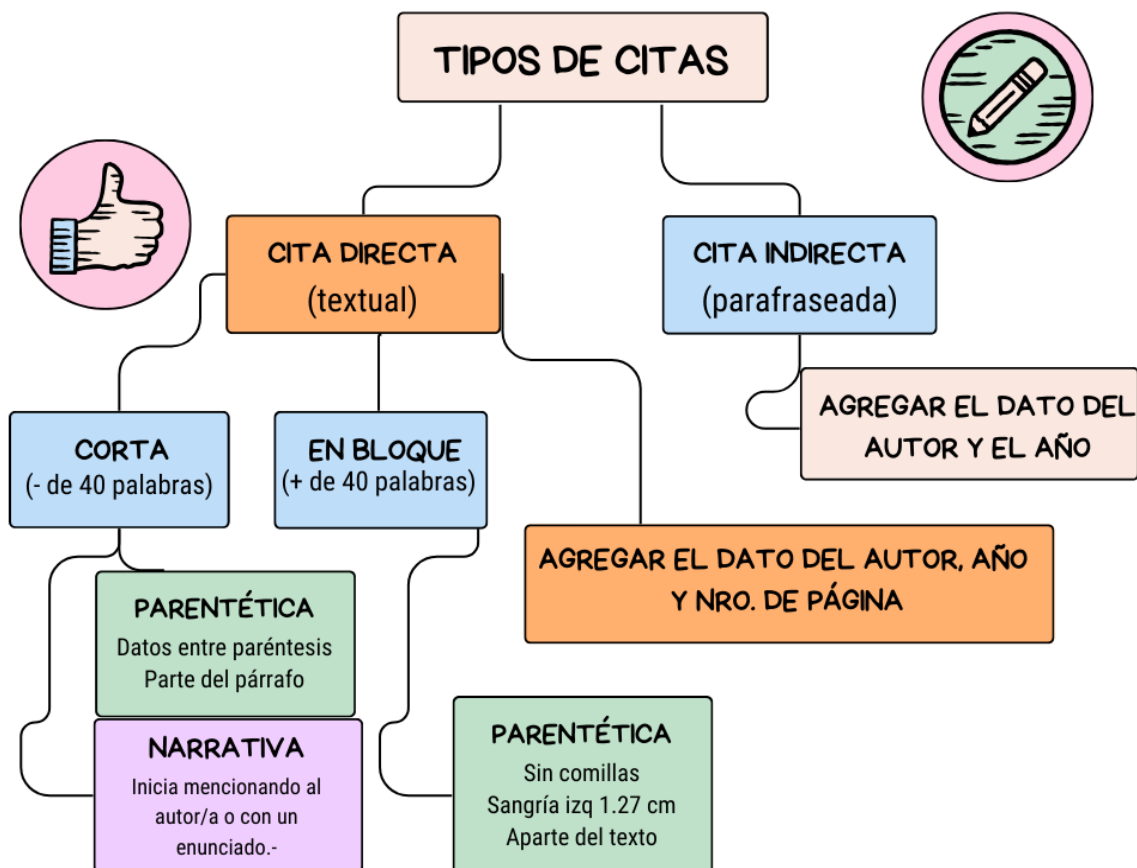 TIPOS DE CITAS
CITA DIRECTA
(textual)
CITA INDIRECTA
(parafraseada)
AGREGAR EL DATO DEL
AUTOR Y EL AÑO
CORTA
(- de 40 palabras)
EN BLOQUE
(+ de 40 palabras)
AGREGAR EL DATO DEL AUTOR, AÑO
Y NRO. DE PÁGINA
PARENTÉTICA
Datos entre paréntesis
Parte del párrafo
NARRATIVA
Inicia mencionando al
autor/a o con un
enunciado.-
PARENTÉTICA
Sin comillas
Sangría izq 1.27 cm
Aparte del texto